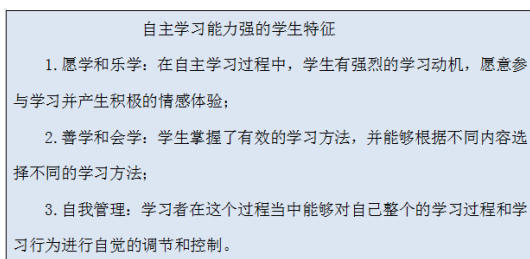 自主学习能力强的学生特征
1.愿学和乐学：在自主学习过程中，学生有强烈的学习动机，愿意参
与学习并产生积极的情感体验；
2.善学和会学：学生掌握了有效的学习方法，并能够根据不同内容选
择不同的学习方法；
3.自我管理：学习者在这个过程当中能够对自己整个的学习过程和学
习行为进行自觉的调节和控制。